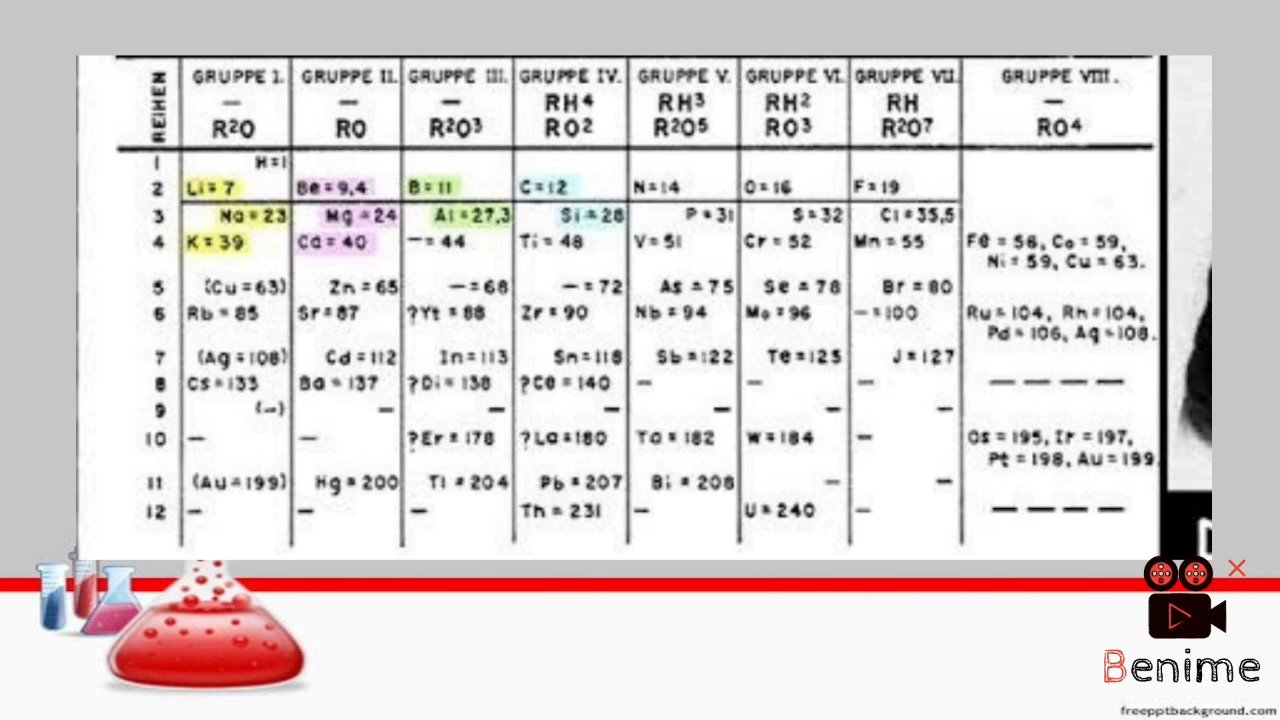 REIHEN
GRUPPE I. GRUPPE II. GRUPPE III. GRUPPE IV. GRUPPE V. GRUPPE VI. GRUPPE VII. GRUPPE VIII.
— — — RH4 RH3 RH2 RH —
R2O RO R2O3 RO2 R2O5 RO3 R2O7 RO4
1 H=1
2 Li=7 Be=9,4 B=11 C=12 N=14 O=16 F=19
3 Na=23 Mg=24 Al=27,3 Si=28 P=31 S=32 Cl=35,5
4 K=39 Ca=40 —=44 Ti=48 V=51 Cr=52 Mn=55 Fe=56, Co=59,
Ni=59, Cu=63.
5 (Cu=63) Zn=65 —=68 —=72 As=75 Se=78 Br=80
6 Rb=85 Sr=87 ?Yt=88 Zr=90 Nb=94 Mo=96 —=100 Ru=104, Rh=104,
Pd=106, Ag=108.
7 (Ag=108) Cd=112 In=113 Sn=118 Sb=122 Te=125 J=127
8 Cs=133 Ba=137 ?Di=138 ?Ce=140 — — — — — — —
9 (—) — — — — — —
10 — — ?Er=178 ?La=180 Ta=182 W=184 — Os=195, Ir=197,
Pt=198, Au=199
11 (Au=199) Hg=200 Tl=204 Pb=207 Bi=208 — —
12 — — — Th=231 — U=240 — — — — —
Benime
freepptbackground.com